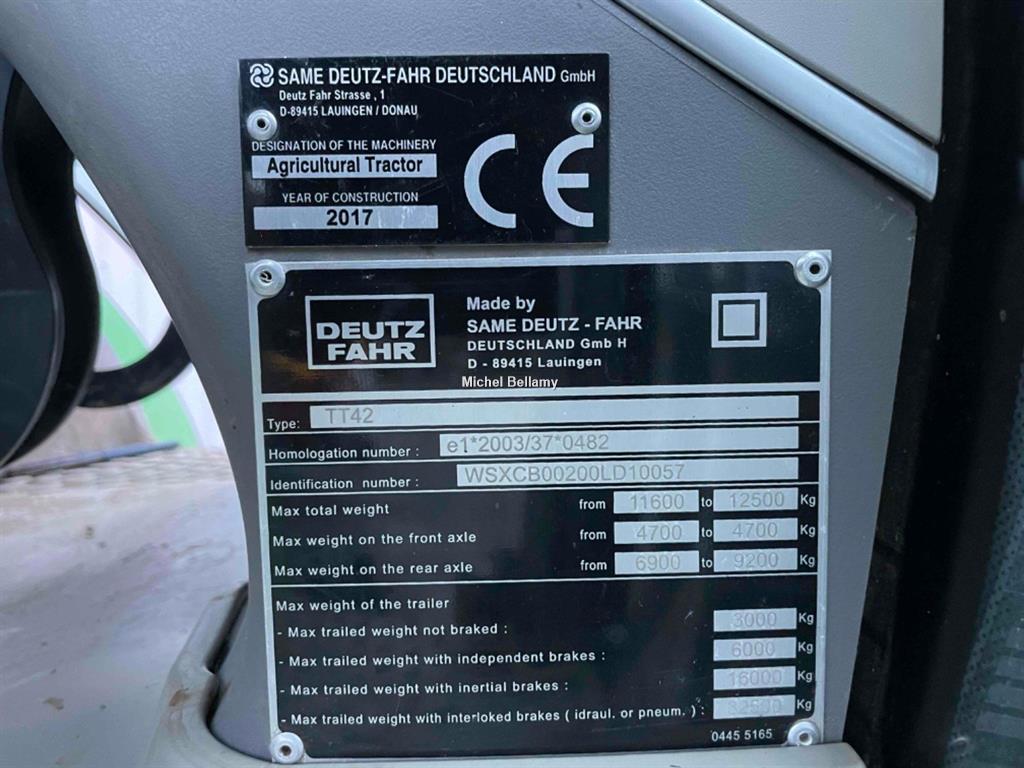 SAME DEUTZ-FAHR DEUTSCHLAND GmbH
Deutz Fahr Strasse , 1
D-89415 LAUINGEN / DONAU
DESIGNATION OF THE MACHINERY
Agricultural Tractor
YEAR OF CONSTRUCTION
2017
CE
DEUTZ
FAHR
Made by
SAME DEUTZ - FAHR
DEUTSCHLAND Gmb H
D - 89415 Lauingen
Michel Bellamy
Type: TT42
Homologation number : e1*2003/37*0482
Identification number : WSXCB00200LD10057
Max total weight from 11600 to 12500 Kg
Max weight on the front axle from 4700 to 4700 Kg
Max weight on the rear axle from 6900 to 9200 Kg
Max weight of the trailer
- Max trailed weight not braked : 3000 Kg
- Max trailed weight with independent brakes : 6000 Kg
- Max trailed weight with inertial brakes : 16000 Kg
- Max trailed weight with interloked brakes ( idraul. or pneum. ) : 32500 Kg
0445 5165